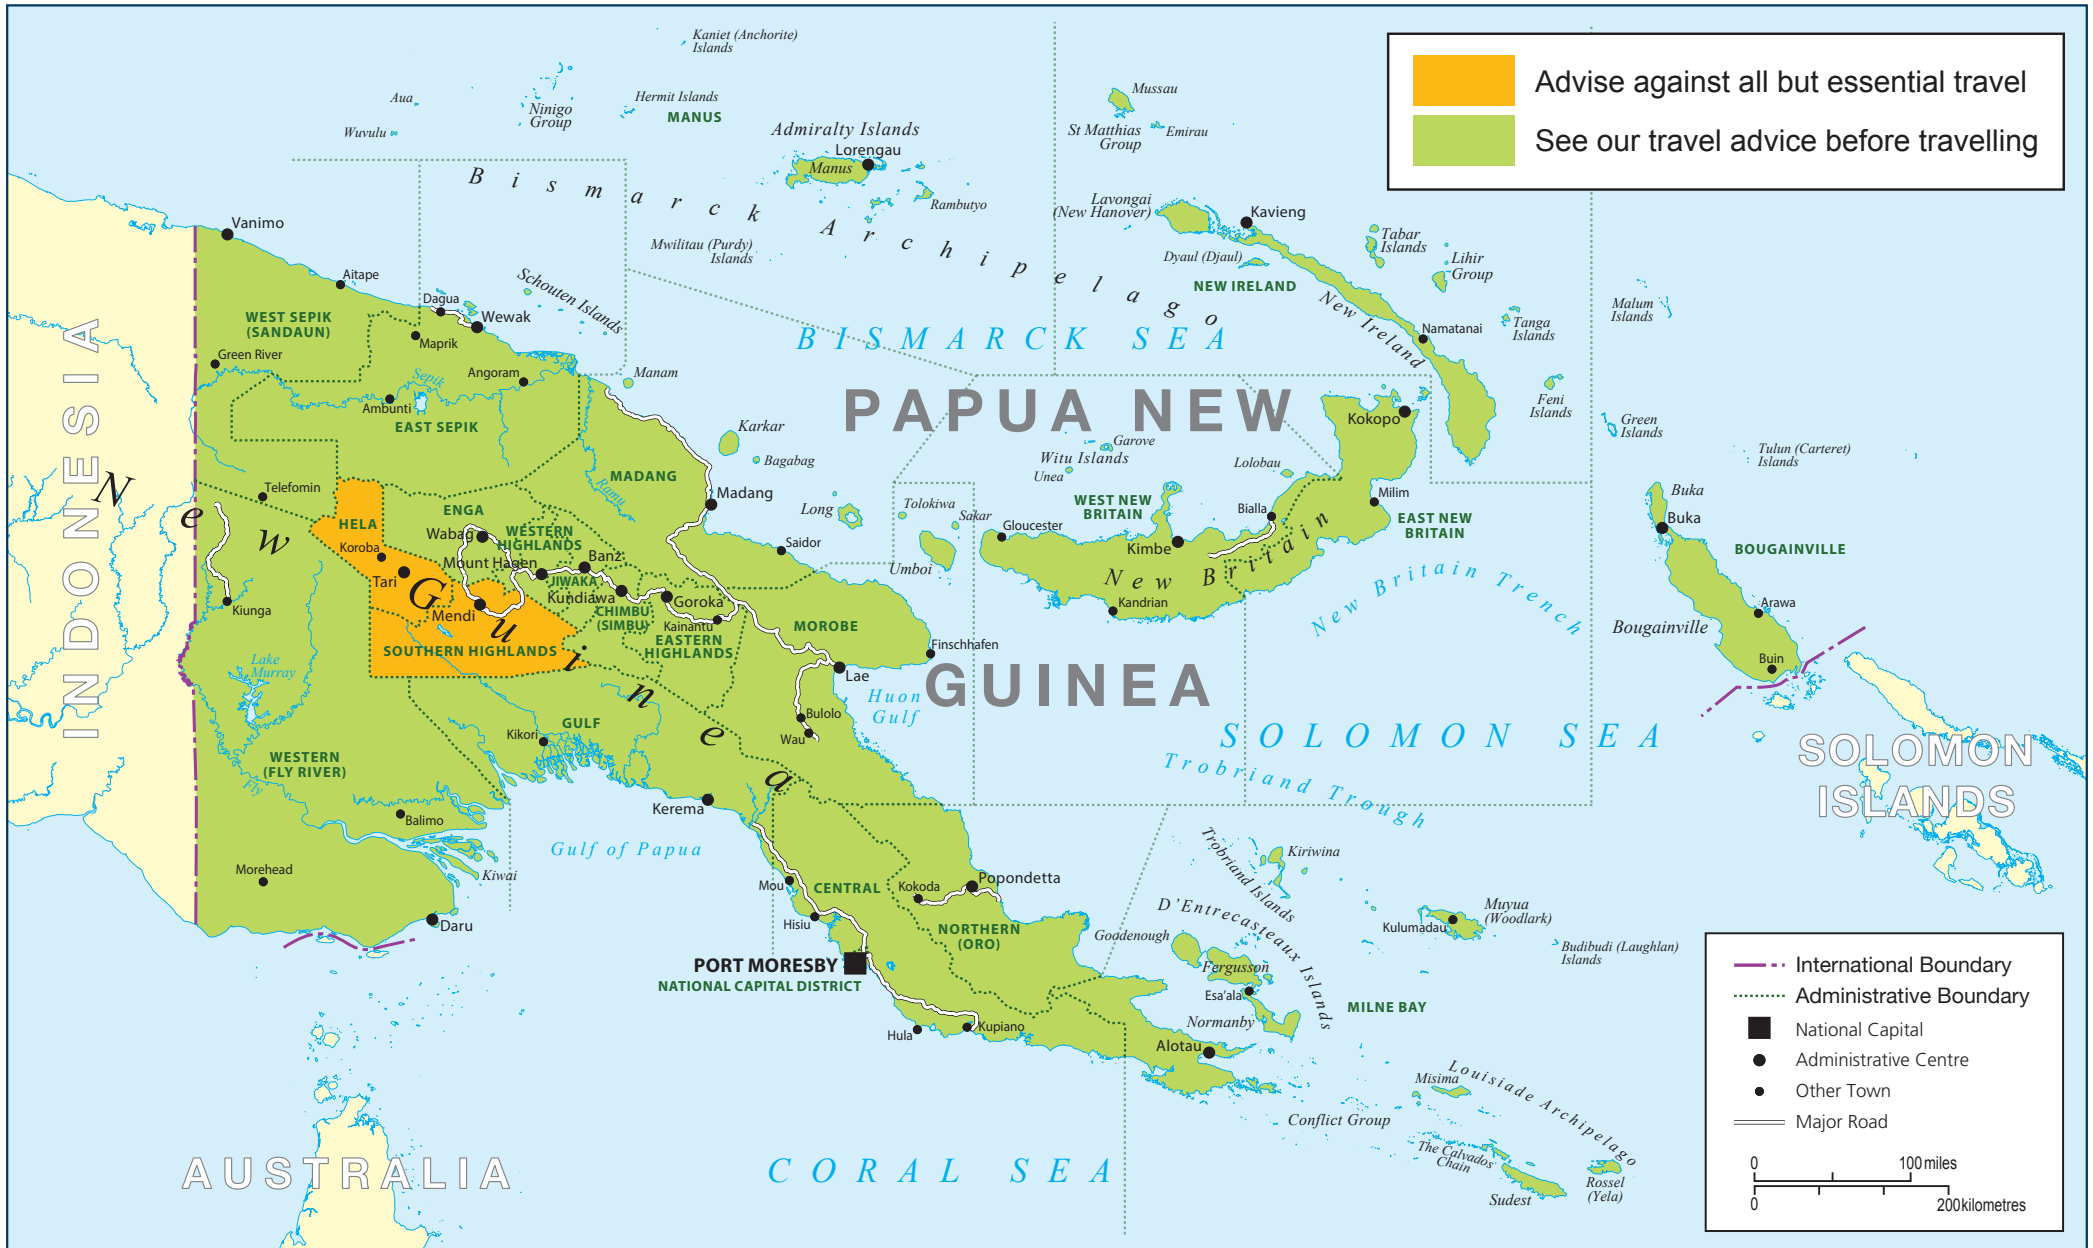 Kaniet (Anchorite)
Islands
Aua
Wuvulu
Ninigo
Group
Hermit Islands
MANUS
Admiralty Islands
Lorengau
Manus
Rambutyo
Mwilitau (Purdy)
Islands
Bismarck Archipelago
Mussau
St Matthias
Group
Emirau
Lavongai
(New Hanover)
Kavieng
Dyaul (Djaul)
NEW IRELAND
New Ireland
Tabar
Islands
Lihir
Group
Namatanai
Tanga
Islands
Malum
Islands
Feni
Islands
Green
Islands
Tulun (Carteret)
Islands
Advise against all but essential travel
See our travel advice before travelling
Vanimo
Aitape
Dagua
Wewak
Schouten Islands
WEST SEPIK
(SANDAUN)
Maprik
Green River
Angoram
Sepik
Ambunti
EAST SEPIK
Manam
BISMARCK SEA
PAPUA NEW
GUINEA
INDONESIA
New Guinea
Karkar
Bagabag
MADANG
Ramu
Madang
Telefomin
HELA
ENGA
Wabag
WESTERN
HIGHLANDS
Koroba
Tari
Mount Hagen
Banz
JIWAKA
Kundiawa
CHIMBU
(SIMBU)
Goroka
Kainantu
EASTERN
HIGHLANDS
Mendi
SOUTHERN HIGHLANDS
Kiunga
Long
Saidor
Tolokiwa
Sakar
Umboi
Gloucester
Garove
Witu Islands
Unea
Lolobau
Kokopo
WEST NEW
BRITAIN
Bialla
Milim
EAST NEW
BRITAIN
Kimbe
New Britain
Kandrian
New Britain Trench
Buka
Buka
BOUGAINVILLE
Arawa
Bougainville
Buin
MOROBE
Finschhafen
Lae
Huon
Gulf
Bulolo
Wau
Lake
Murray
GULF
Kikori
WESTERN
(FLY RIVER)
Fly
Balimo
Kerema
Gulf of Papua
Morehead
Kiwai
Daru
SOLOMON SEA
Trobriand Trough
SOLOMON
ISLANDS
Mou
CENTRAL
Hisiu
Kokoda
Popondetta
NORTHERN
(ORO)
PORT MORESBY
NATIONAL CAPITAL DISTRICT
Hula
Kupiano
Trobriand Islands
Kiriwina
D'Entrecasteaux Islands
Goodenough
Fergusson
Esa'ala
Normanby
Alotau
Kulumadau
Muyua
(Woodlark)
Budibudi (Laughlan)
Islands
MILNE BAY
Misima
Louisiade Archipelago
Conflict Group
The Calvados
Chain
Sudest
Rossel
(Yela)
AUSTRALIA
CORAL SEA
International Boundary
Administrative Boundary
National Capital
Administrative Centre
Other Town
Major Road
0 100 miles
0 200 kilometres